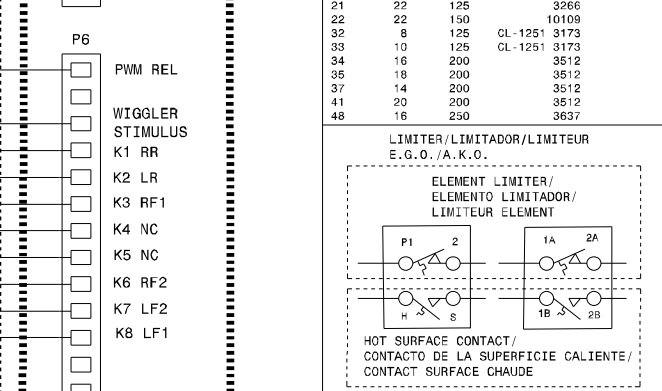 P6
PWM REL
WIGGLER
STIMULUS
K1 RR
K2 LR
K3 RF1
K4 NC
K5 NC
K6 RF2
K7 LF2
K8 LF1
21 22 125 3266
22 22 150 10109
32 8 125 CL-1251 3173
33 10 125 CL-1251 3173
34 16 200 3512
35 18 200 3512
37 14 200 3512
41 20 200 3512
48 16 250 3637
LIMITER/LIMITADOR/LIMITEUR
E.G.O./A.K.O.
ELEMENT LIMITER/
ELEMENTO LIMITADOR/
LIMITEUR ELEMENT
P1 2 1A 2A
H S 1B 2B
HOT SURFACE CONTACT/
CONTACTO DE LA SUPERFICIE CALIENTE/
CONTACT SURFACE CHAUDE